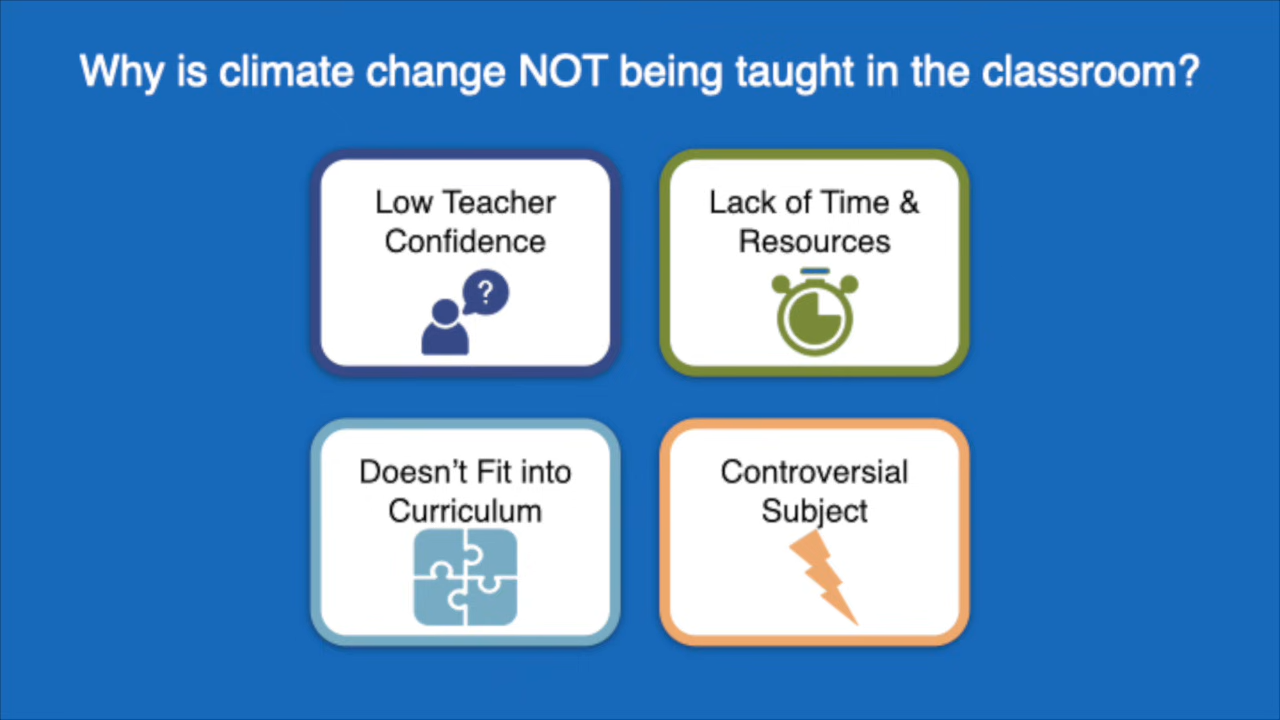 Why is climate change NOT being taught in the classroom?
Low Teacher
Confidence
?
Lack of Time &
Resources
Doesn’t Fit into
Curriculum
Controversial
Subject